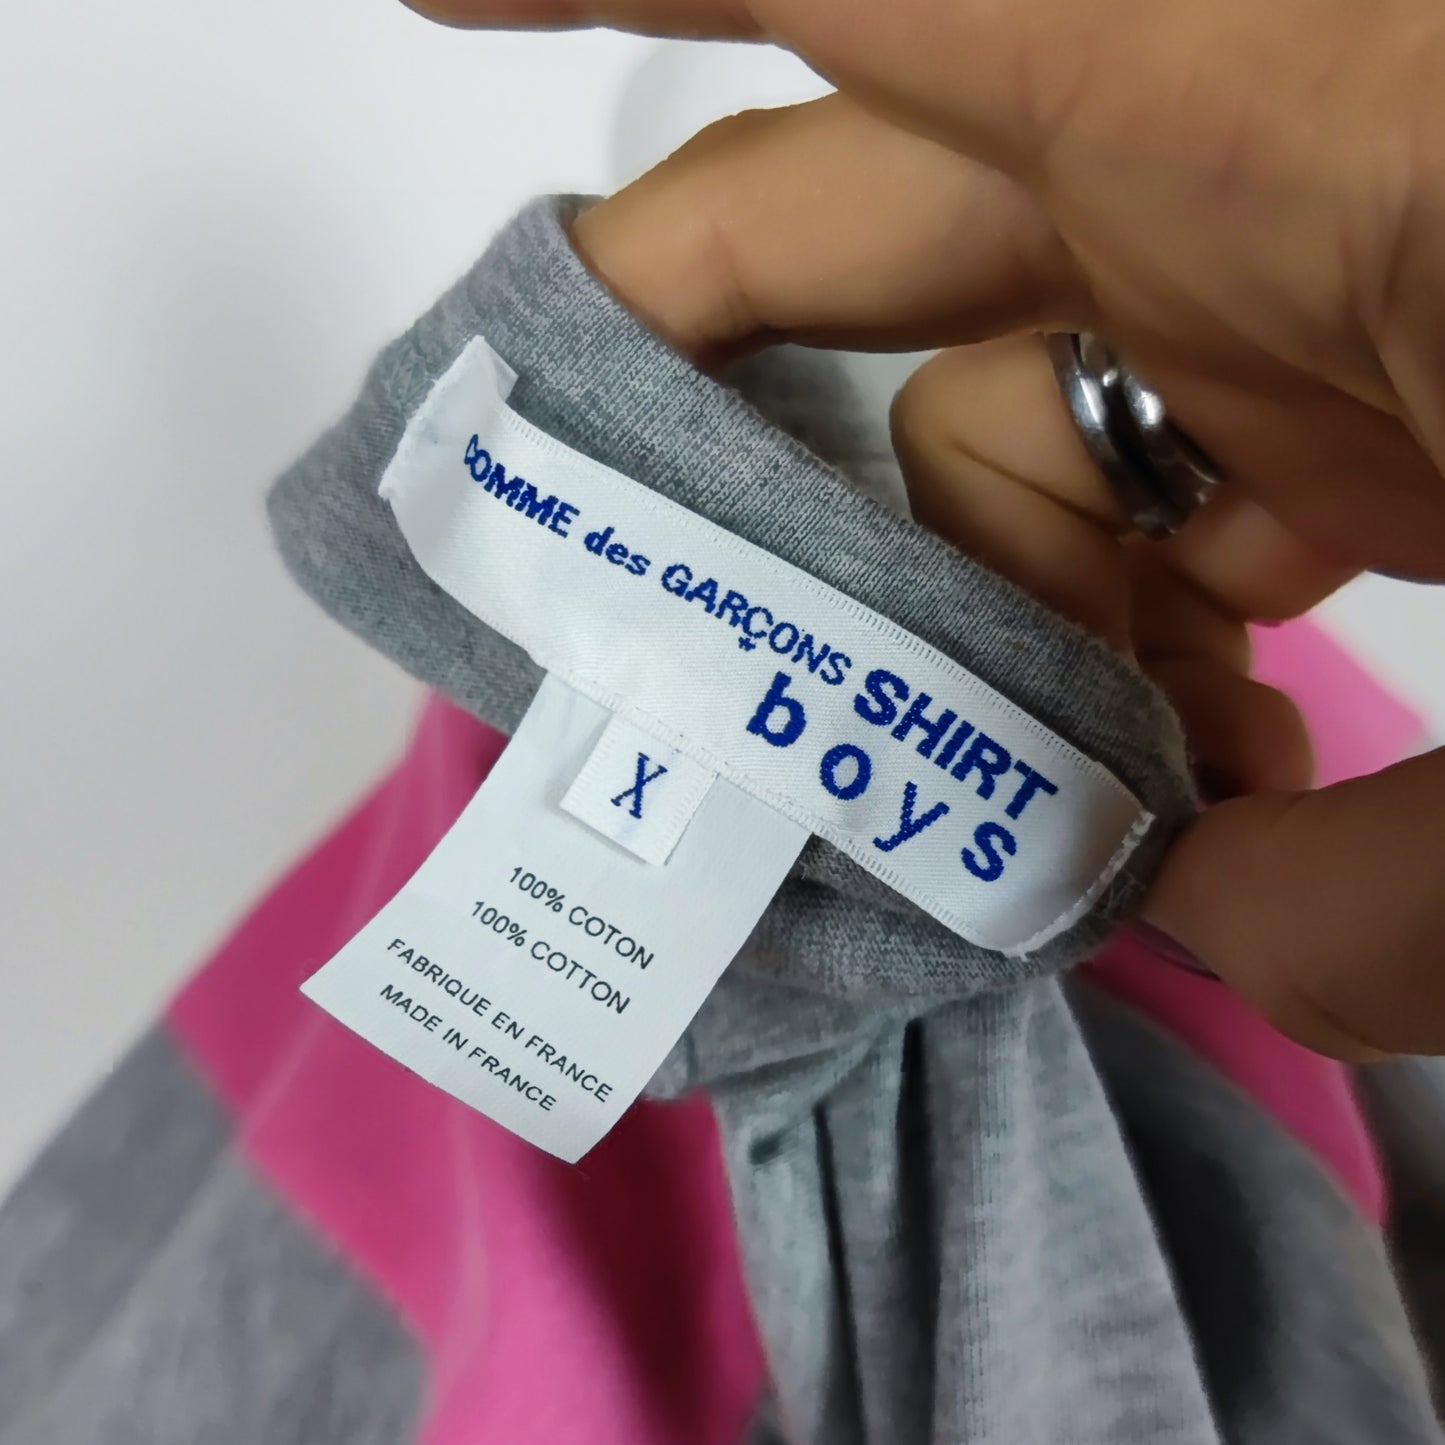 COMME des GARÇONS SHIRT
boys
X
100% COTON
100% COTTON
FABRIQUE EN FRANCE
MADE IN FRANCE